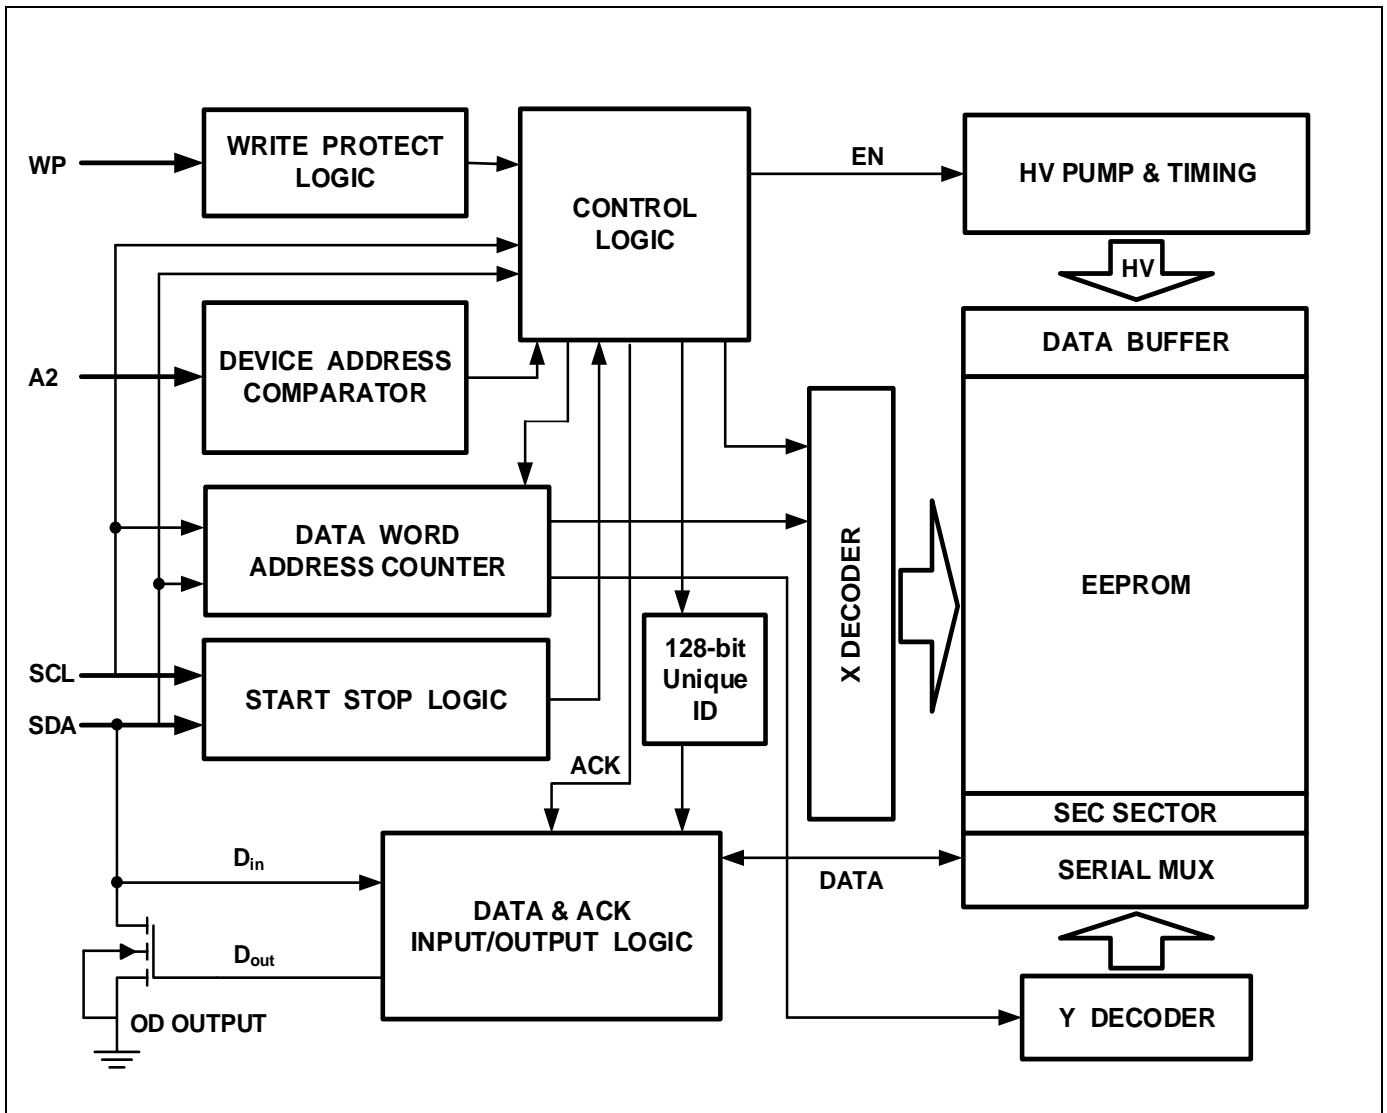 WP
WRITE PROTECT
LOGIC
CONTROL
LOGIC
EN
HV PUMP & TIMING
HV
A2
DEVICE ADDRESS
COMPARATOR
DATA BUFFER
DATA WORD
ADDRESS COUNTER
X DECODER
EEPROM
SCL
SDA
START STOP LOGIC
128-bit
Unique
ID
ACK
SEC SECTOR
SERIAL MUX
DATA
Din
DATA & ACK
INPUT/OUTPUT LOGIC
Dout
OD OUTPUT
Y DECODER